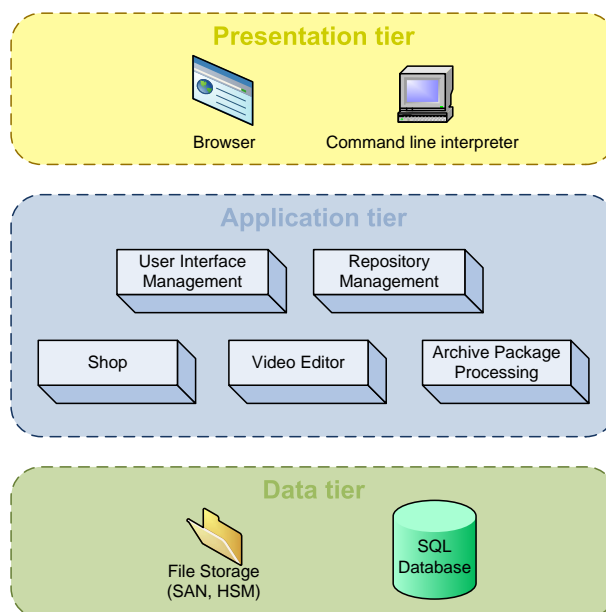 Presentation tier
Browser
Command line interpreter
Application tier
User Interface
Management
Repository
Management
Shop
Video Editor
Archive Package
Processing
Data tier
File Storage
(SAN, HSM)
SQL
Database